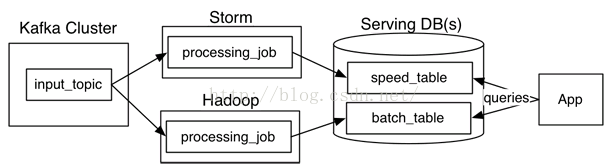 Kafka Cluster
input_topic
Storm
processing_job
Hadoop
processing_job
Serving DB(s)
speed_table
batch_table
queries
App
http://blog.csdn.net/